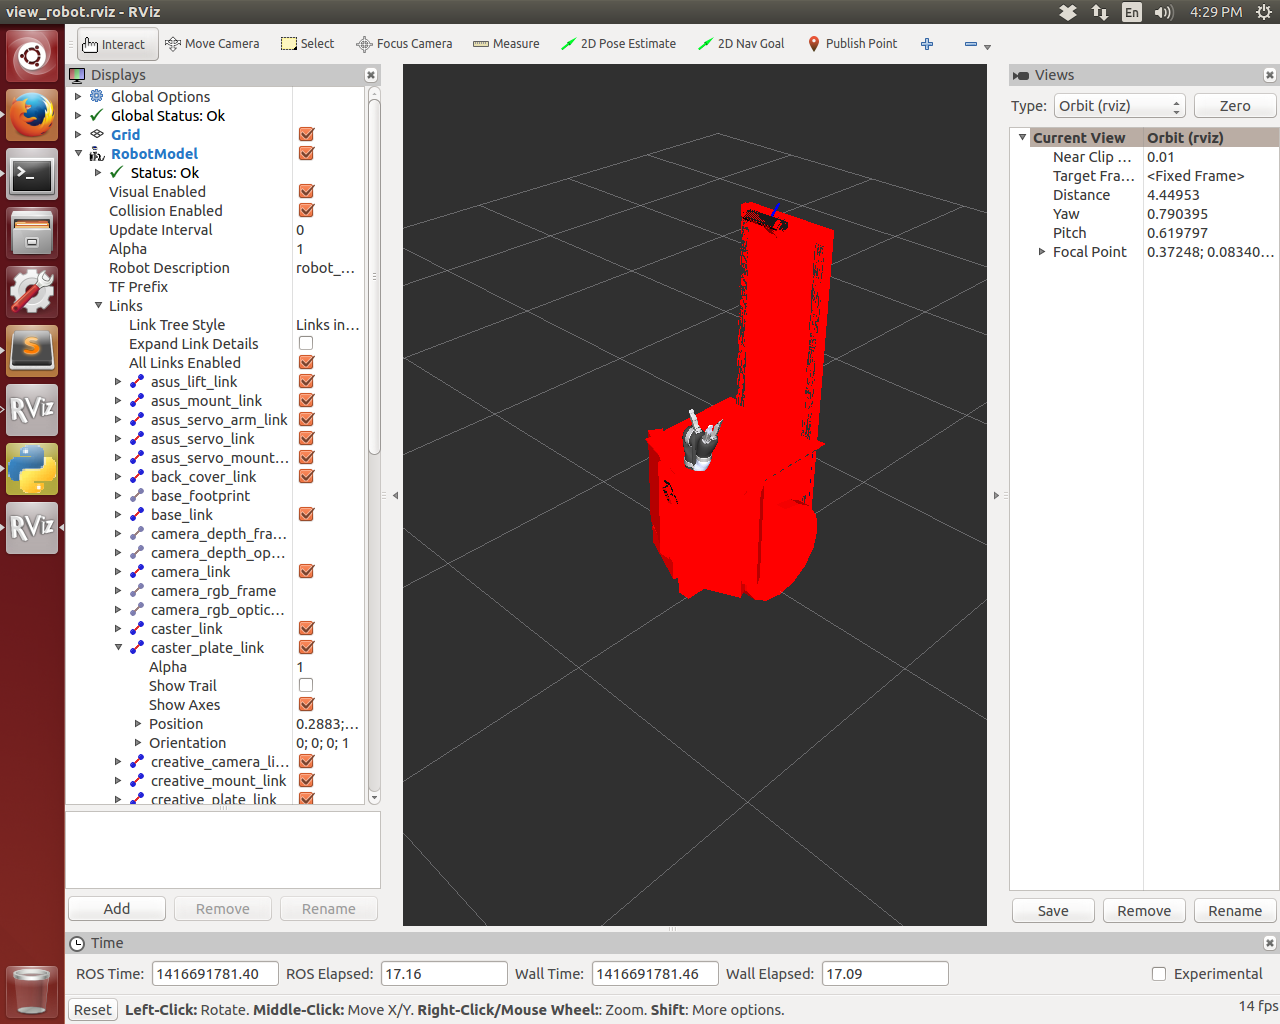 view_robot.rviz - RViz
En
4:29 PM
Interact
Move Camera
Select
Focus Camera
Measure
2D Pose Estimate
2D Nav Goal
Publish Point
Displays
Global Options
Global Status: Ok
Grid
RobotModel
Status: Ok
Visual Enabled
Collision Enabled
Update Interval 0
Alpha 1
Robot Description robot_...
TF Prefix
Links
Link Tree Style Links in...
Expand Link Details
All Links Enabled
asus_lift_link
asus_mount_link
asus_servo_arm_link
asus_servo_link
asus_servo_mount...
back_cover_link
base_footprint
base_link
camera_depth_fra...
camera_depth_op...
camera_link
camera_rgb_frame
camera_rgb_optic...
caster_link
caster_plate_link
Alpha 1
Show Trail
Show Axes
Position 0.2883;...
Orientation 0; 0; 0; 1
creative_camera_li...
creative_mount_link
creative_plate_link
Add
Remove
Rename
Views
Type: Orbit (rviz) Zero
Current View Orbit (rviz)
Near Clip ... 0.01
Target Fra... <Fixed Frame>
Distance 4.44953
Yaw 0.790395
Pitch 0.619797
Focal Point 0.37248; 0.08340...
Save
Remove
Rename
Time
ROS Time: 1416691781.40 ROS Elapsed: 17.16 Wall Time: 1416691781.46 Wall Elapsed: 17.09 Experimental
Reset Left-Click: Rotate. Middle-Click: Move X/Y. Right-Click/Mouse Wheel:: Zoom. Shift: More options. 14 fps
S
RViz
RViz